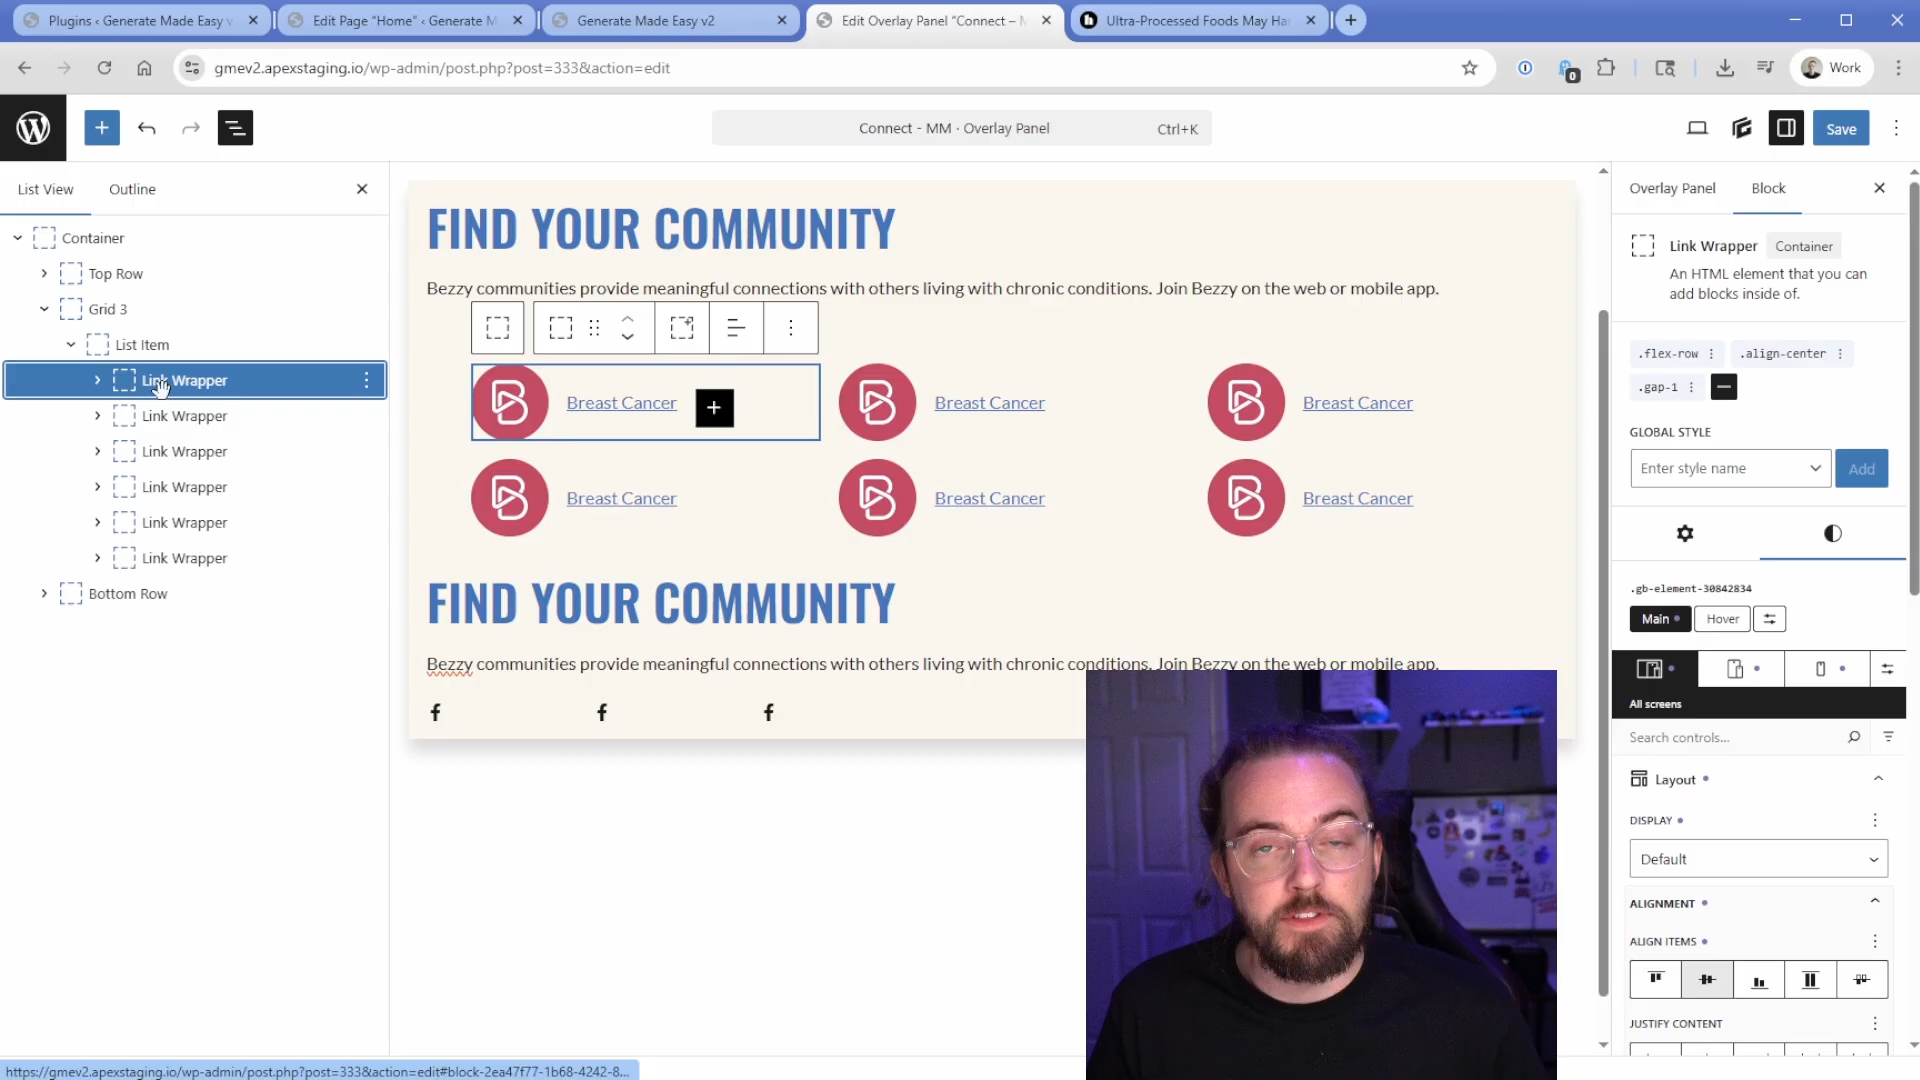 Plugins ‹ Generate Made Easy v
Edit Page "Home" ‹ Generate M
Generate Made Easy v2
Edit Overlay Panel "Connect – M
Ultra-Processed Foods May Har
gmev2.apexstaging.io/wp-admin/post.php?post=333&action=edit
0
Work
Connect - MM · Overlay Panel
Ctrl+K
Save
List View
Outline
Container
Top Row
Grid 3
List Item
Link Wrapper
Link Wrapper
Link Wrapper
Link Wrapper
Link Wrapper
Link Wrapper
Bottom Row
FIND YOUR COMMUNITY
Bezzy communities provide meaningful connections with others living with chronic conditions. Join Bezzy on the web or mobile app.
Breast Cancer
Breast Cancer
Breast Cancer
Breast Cancer
Breast Cancer
Breast Cancer
FIND YOUR COMMUNITY
Bezzy communities provide meaningful connections with others living with chronic conditions. Join Bezzy on the web or mobile app.
Overlay Panel
Block
Link Wrapper
Container
An HTML element that you can
add blocks inside of.
.flex-row
.align-center
.gap-1
GLOBAL STYLE
Enter style name
Add
.gb-element-30842834
Main
Hover
All screens
Search controls...
Layout
DISPLAY
Default
ALIGNMENT
ALIGN ITEMS
JUSTIFY CONTENT
https://gmev2.apexstaging.io/wp-admin/post.php?post=333&action=edit#block-2ea47f77-1b68-4242-8...